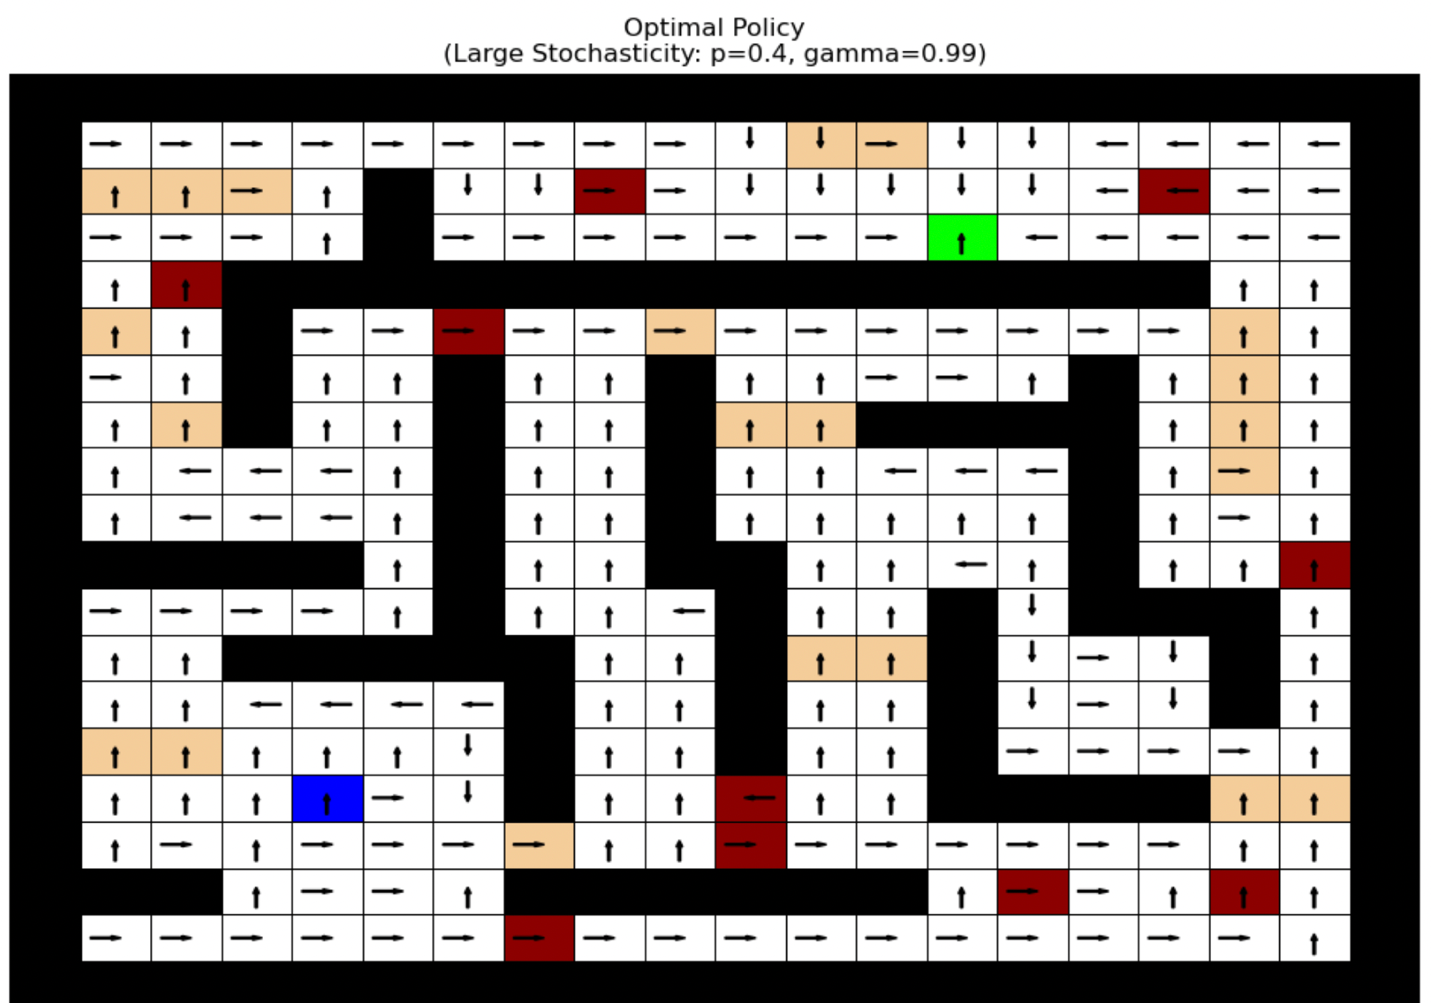 Optimal Policy
(Large Stochasticity: p=0.4, gamma=0.99)